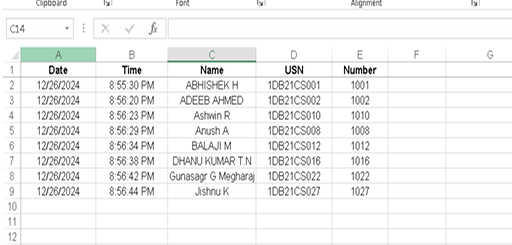 Clipboard Font Alignment
C14 fx
A B C D E F G
1 Date Time Name USN Number
2 12/26/2024 8:55:30 PM ABHISHEK H 1DB21CS001 1001
3 12/26/2024 8:56:20 PM ADEEB AHMED 1DB21CS002 1002
4 12/26/2024 8:56:23 PM Ashwin R 1DB21CS010 1010
5 12/26/2024 8:56:29 PM Anush A 1DB21CS008 1008
6 12/26/2024 8:56:34 PM BALAJI M 1DB21CS012 1012
7 12/26/2024 8:56:38 PM DHANU KUMAR T.N 1DB21CS016 1016
8 12/26/2024 8:56:42 PM Gunasagr G Megharaj 1DB21CS022 1022
9 12/26/2024 8:56:44 PM Jishnu K 1DB21CS027 1027
10
11
12